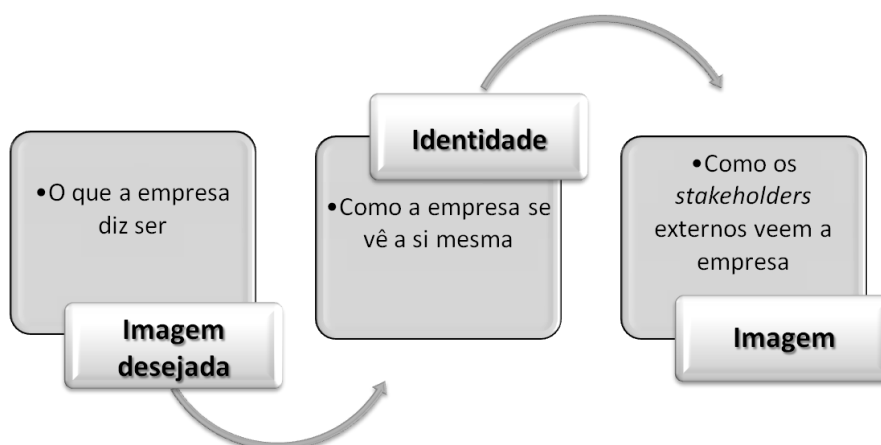 •O que a empresa
diz ser
Imagem
desejada
Identidade
•Como a empresa se
vê a si mesma
•Como os
stakeholders
externos veem a
empresa
Imagem